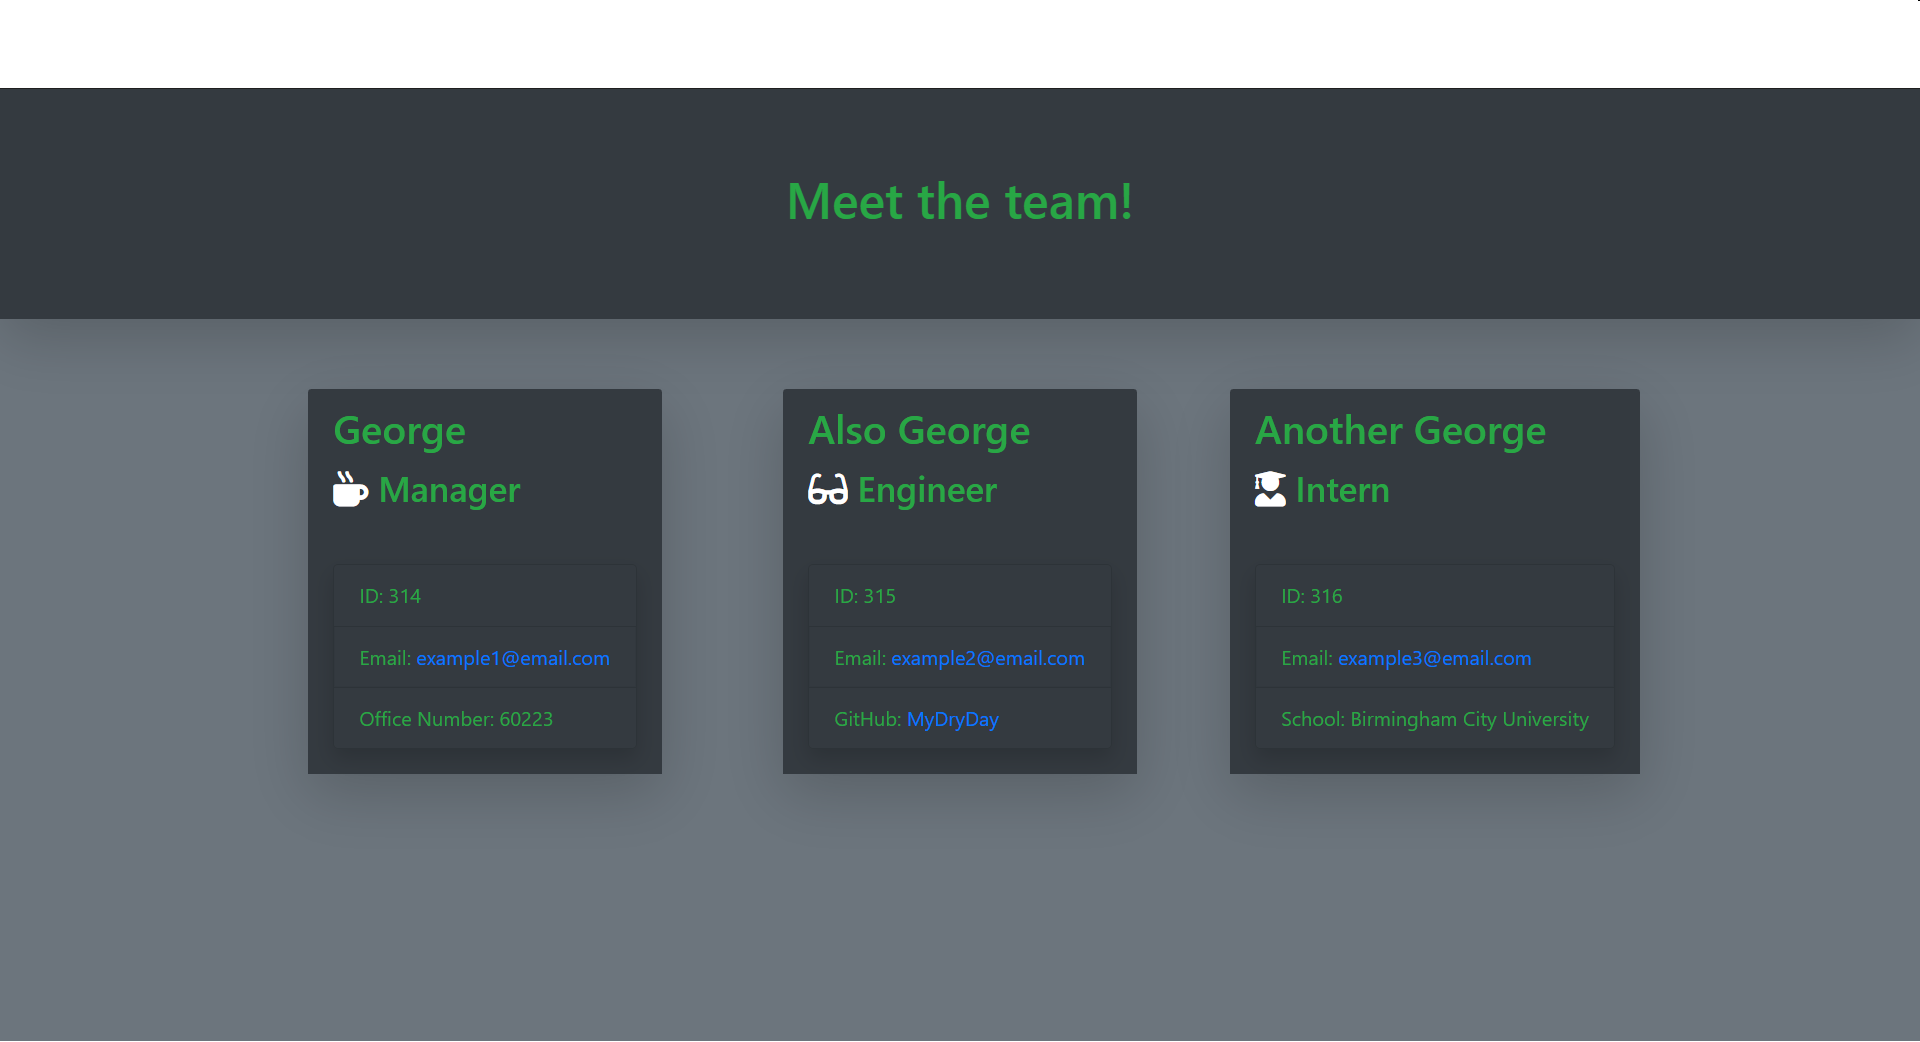 Meet the team!
George
Manager
ID: 314
Email: example1@email.com
Office Number: 60223
Also George
Engineer
ID: 315
Email: example2@email.com
GitHub: MyDryDay
Another George
Intern
ID: 316
Email: example3@email.com
School: Birmingham City University